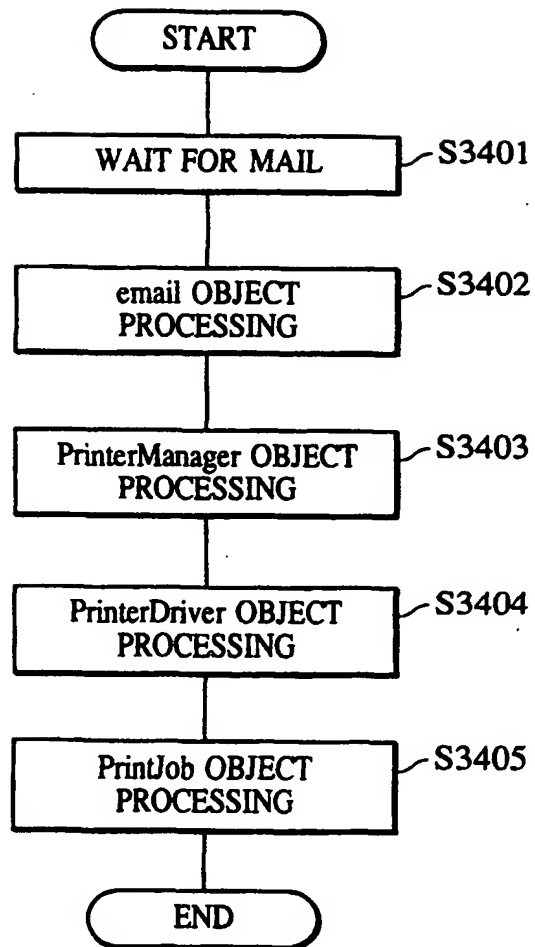 START
WAIT FOR MAIL
S3401
email OBJECT
PROCESSING
S3402
PrinterManager OBJECT
PROCESSING
S3403
PrinterDriver OBJECT
PROCESSING
S3404
PrintJob OBJECT
PROCESSING
S3405
END